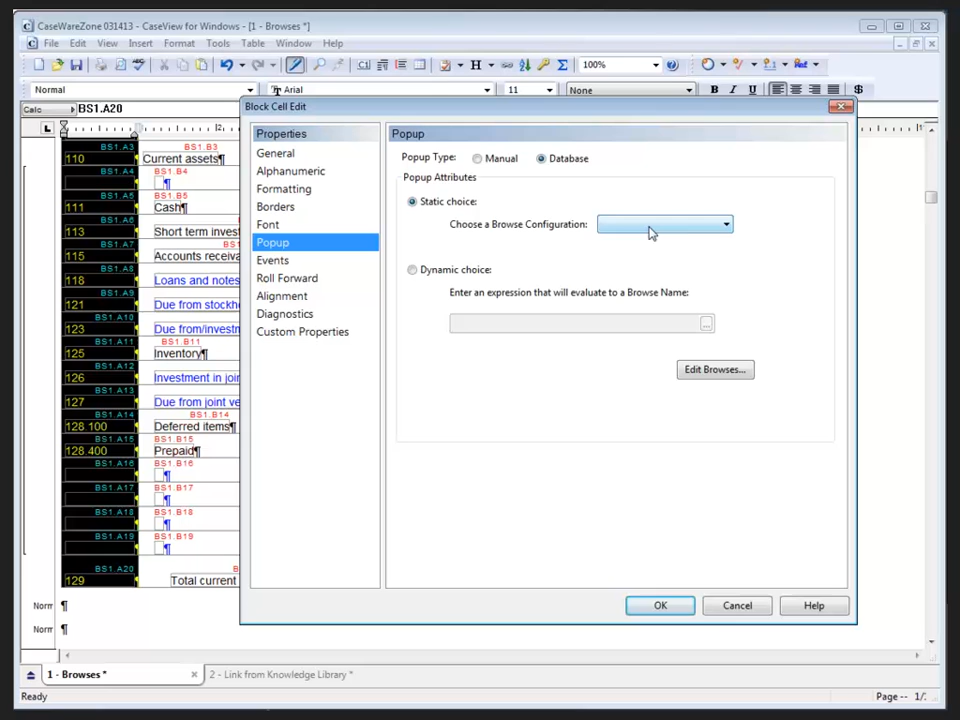 CaseWareZone 031413 - CaseView for Windows - [1 - Browses *]
File Edit View Insert Format Tools Table Window Help
100%
Normal Arial 11 None B I U $
Calc BS1.A20
Block Cell Edit
Properties
General
Alphanumeric
Formatting
Borders
Font
Popup
Events
Roll Forward
Alignment
Diagnostics
Custom Properties
Popup
Popup Type: Manual Database
Popup Attributes
Static choice:
Choose a Browse Configuration:
Dynamic choice:
Enter an expression that will evaluate to a Browse Name:
...
Edit Browses...
OK Cancel Help
BS1.A3 BS1.B3
110 Current assets¶
BS1.A4 BS1.B4
¶
BS1.A5 BS1.B5
111 Cash¶
BS1.A6
113 Short term invest
BS1.A7
115 Accounts receiva
BS1.A8
118 Loans and notes
BS1.A9
121 Due from stockh
BS1.A10
123 Due from/investm
BS1.A11 BS1.B11
125 Inventory¶
BS1.A12
126 Investment in join
BS1.A13
127 Due from joint ve
BS1.A14 BS1.B14
128.100 Deferred items¶
BS1.A15 BS1.B15
128.400 Prepaid¶
BS1.A16 BS1.B16
¶
BS1.A17 BS1.B17
¶
BS1.A18 BS1.B18
¶
BS1.A19 BS1.B19
¶
BS1.A20
129 Total current
Norm ¶
Norm ¶
1 - Browses * 2 - Link from Knowledge Library *
Ready Page -- 1/